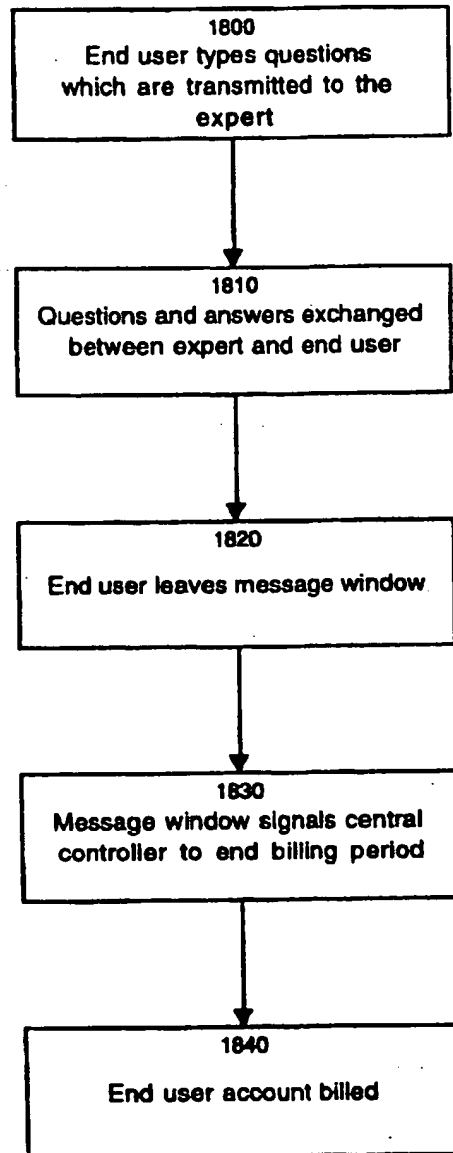 1800
End user types questions
which are transmitted to the
expert
1810
Questions and answers exchanged
between expert and end user
1820
End user leaves message window
1830
Message window signals central
controller to end billing period
1840
End user account billed